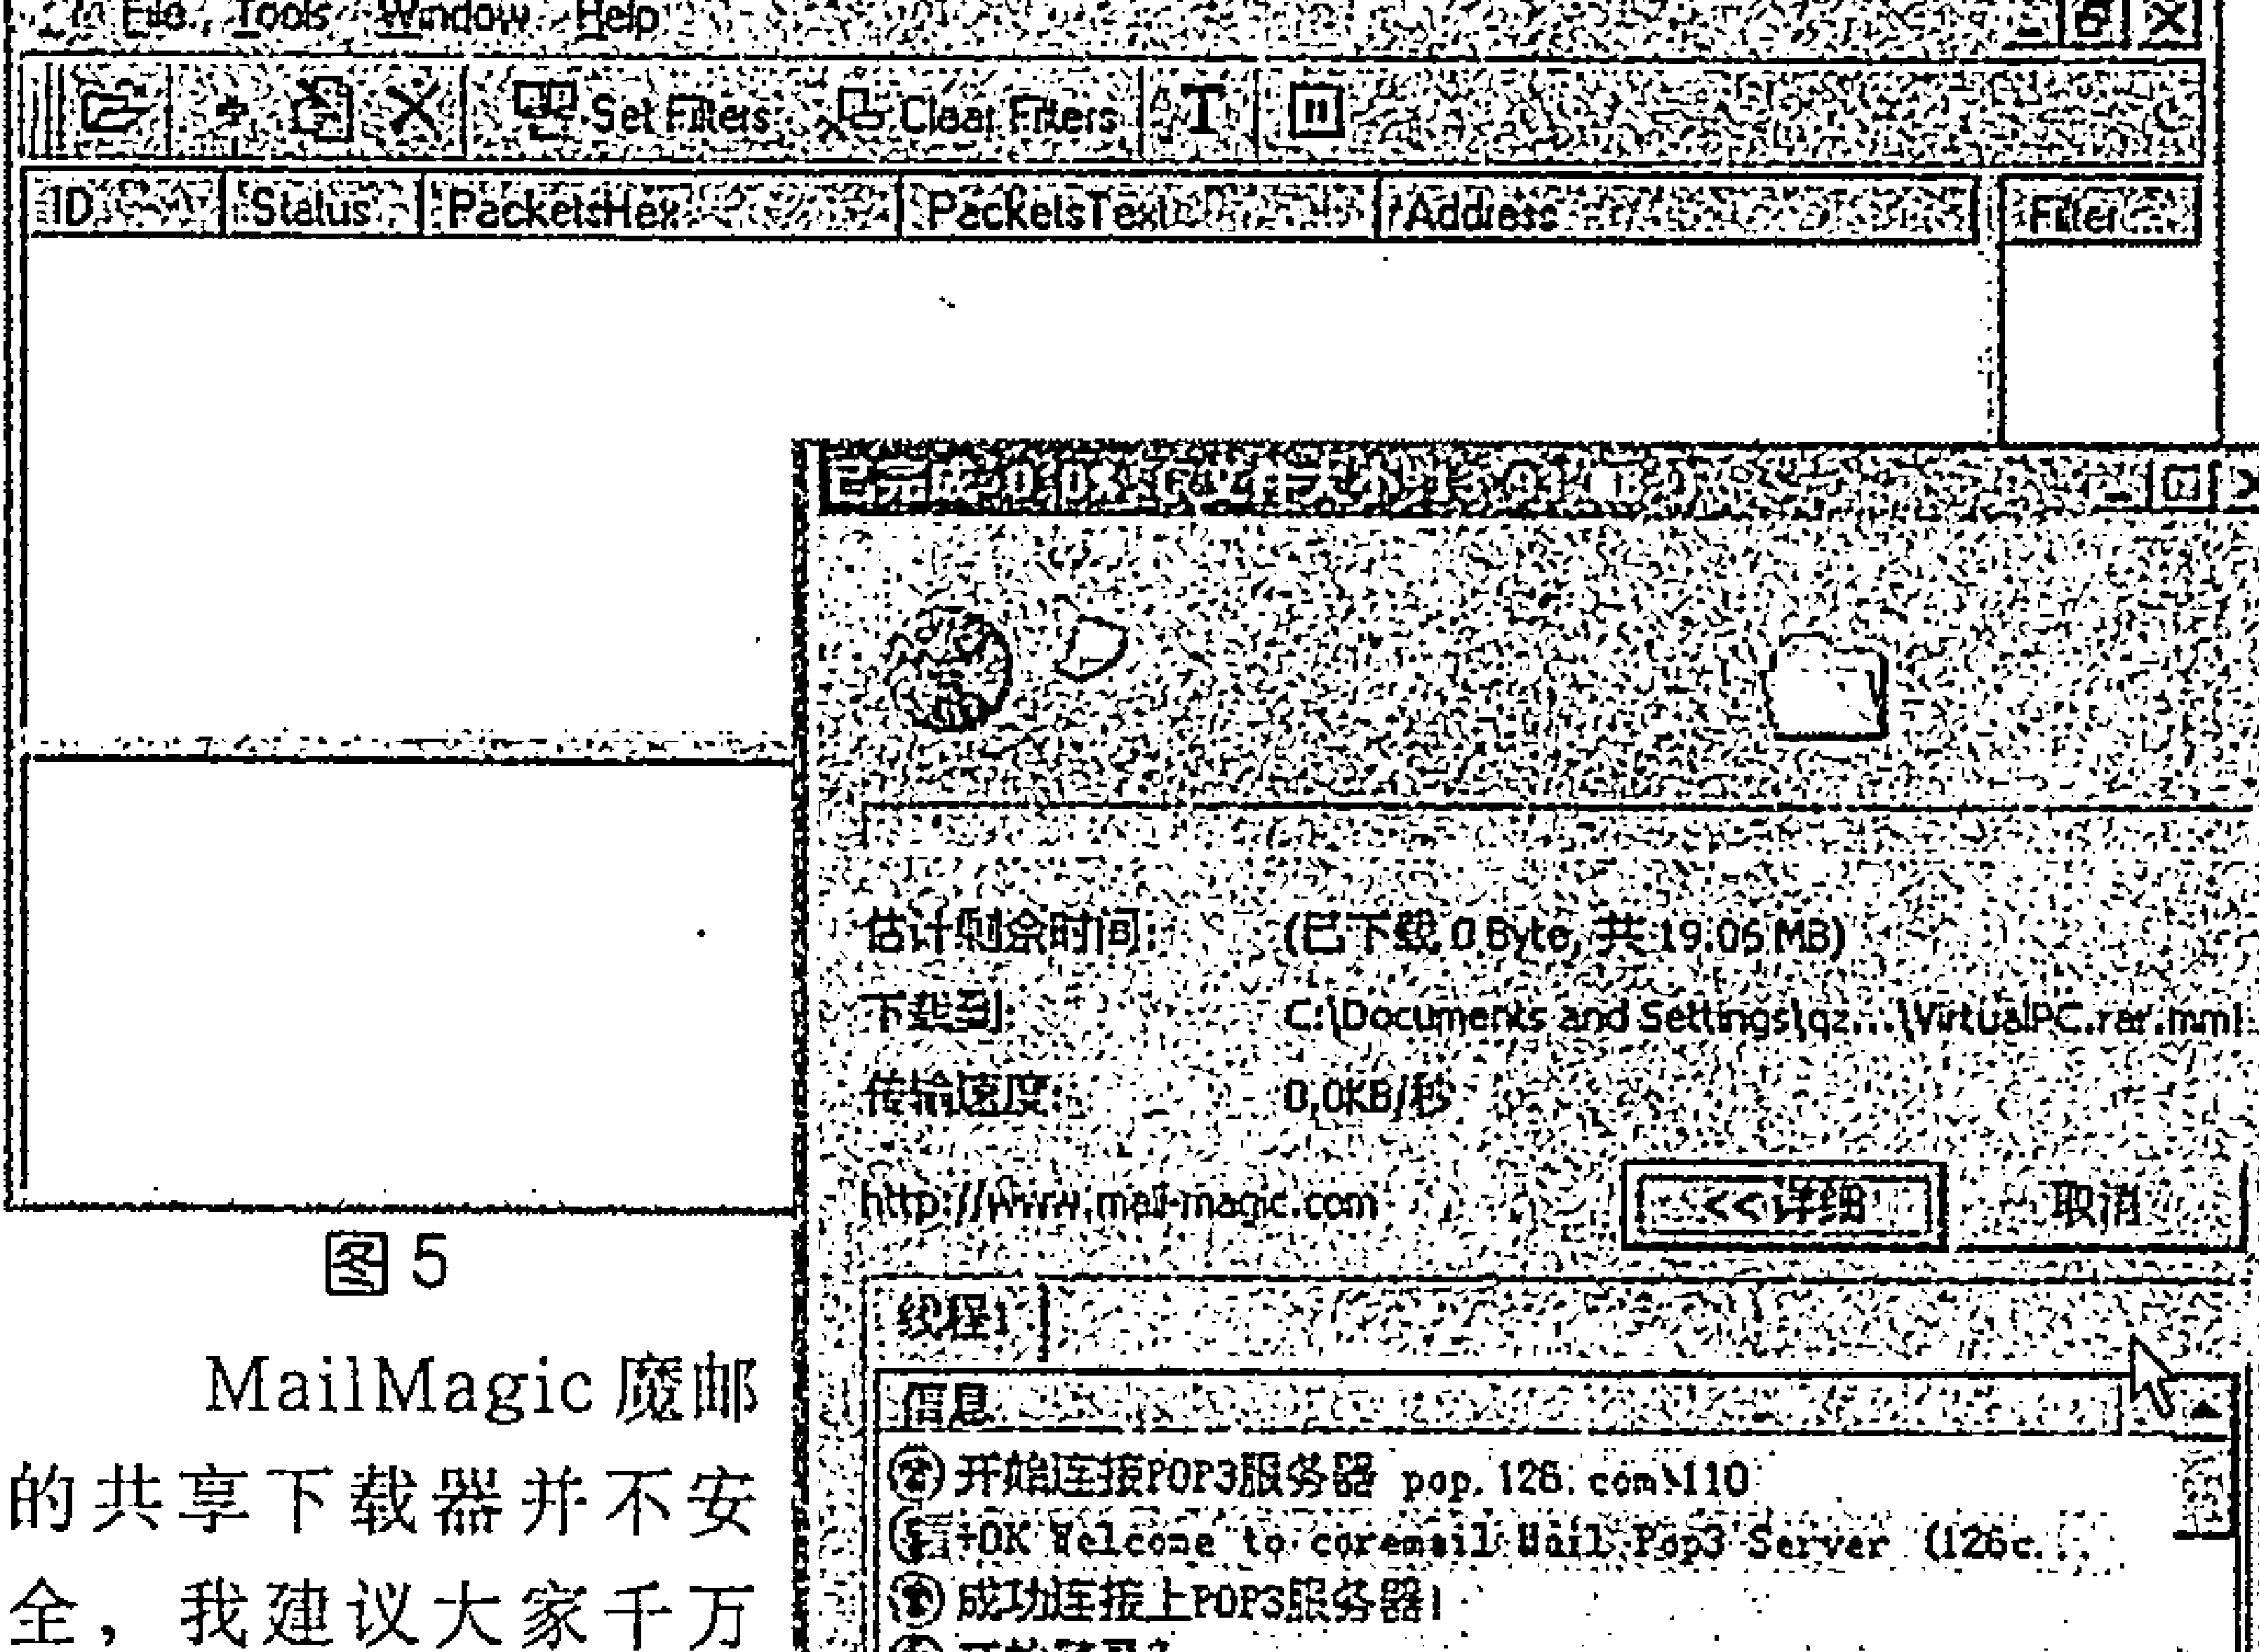 File Tools Window Help
Set Filters Clear Filters T
ID Status PacketsHex PacketsText Address Filter
估计剩余时间: (已下载 0 Byte, 共 19.06 MB)
下载到: C:\Documents and Settings\qz...\VirtualPC.rar.mm!
传输速度: 0.0KB/秒
http://www.mail-magic.com <<详细 取消
图 5
线程1
信息
开始连接POP3服务器 pop.126.com:110
+OK Welcome to coremail Mail Pop3 Server (126c...
成功连接上POP3服务器!
MailMagic 魔邮
的共享下载器并不安
全，我建议大家千万